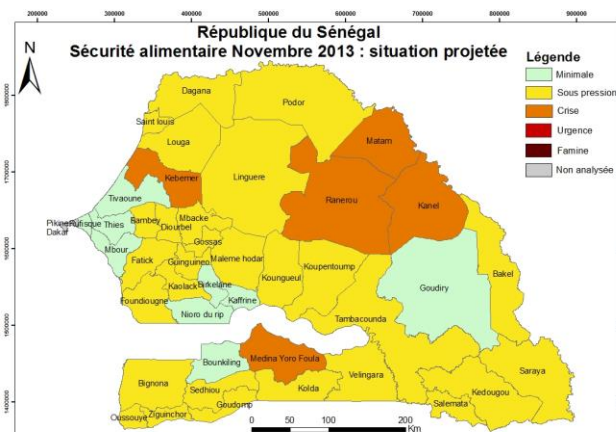 200000 300000 400000 500000 600000 700000 800000 900000
République du Sénégal
Sécurité alimentaire Novembre 2013 : situation projetée
N
Légende
Minimale
Sous pression
Crise
Urgence
Famine
Non analysée
Dagana
Podor
Saint louis
Louga
Matam
Linguere
Kebemer
Ranerou
Kanel
Tivaoune
Pikine
Rufisque
Dakar
Thies
Bambey
Mbacke
Diourbel
Mbour
Gossas
Fatick
Guinguineo
Maleme hodar
Koungueul
Koupentoump
Goudiry
Bakel
Birkelane
Kaolack
Kaffrine
Foundiougne
Nioro du rip
Tambacounda
Bounkiling
Medina Yoro Foula
Bignona
Sedhiou
Kolda
Velingara
Saraya
Kedougou
Salemata
Goudomp
Ziguinchor
Oussouye
0 50 100 200
Km